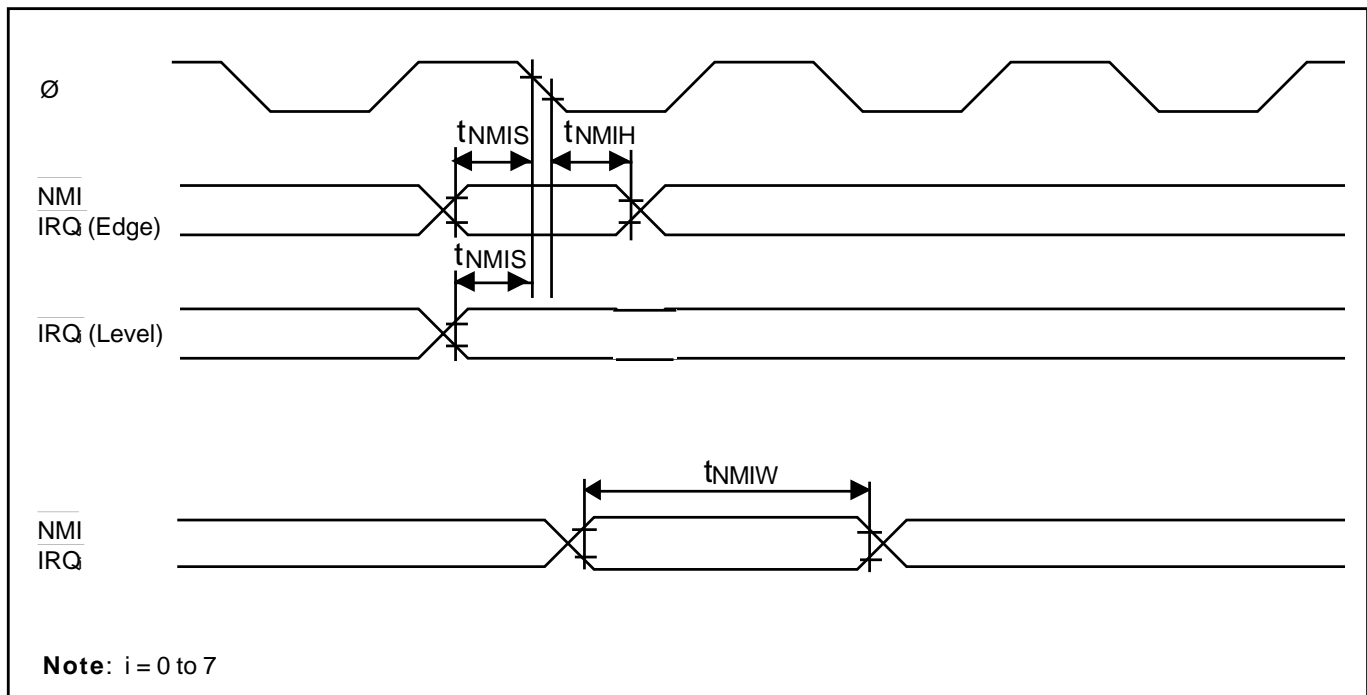 Ø
tNMIS tNMIH
NMI
IRQi (Edge)
tNMIS
IRQi (Level)
tNMIW
NMI
IRQi
Note: i = 0 to 7